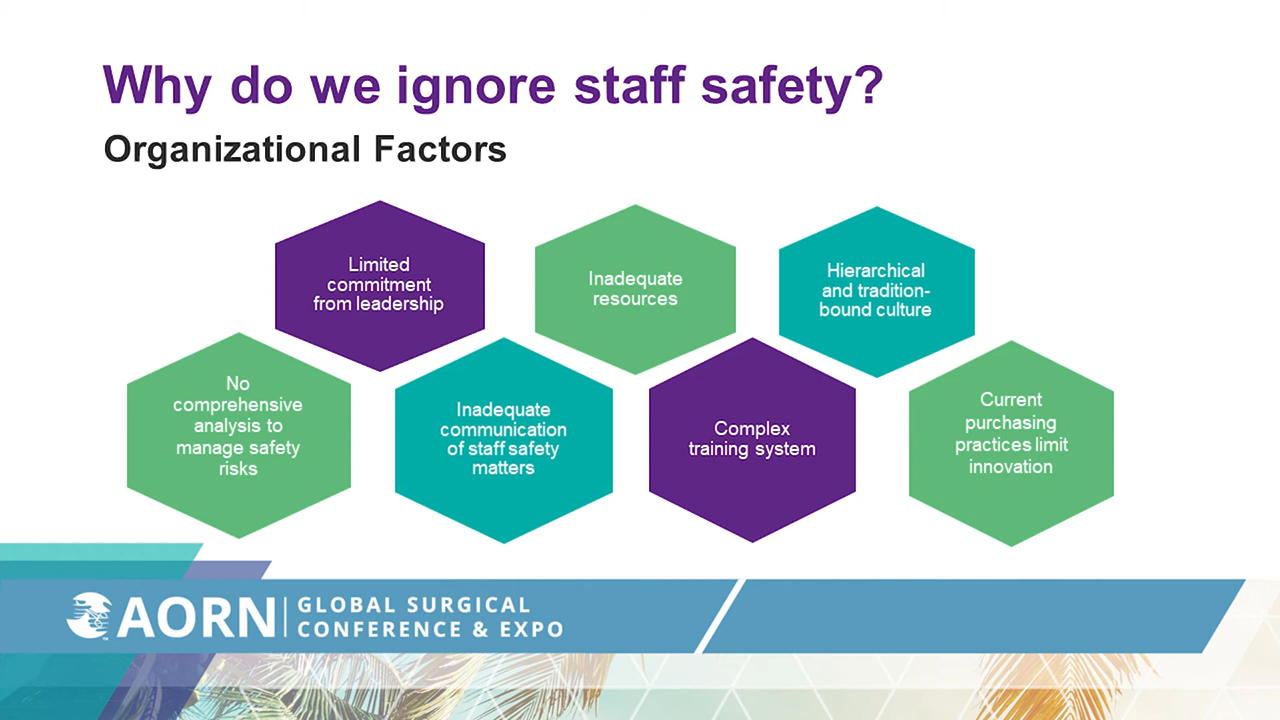 Why do we ignore staff safety?
Organizational Factors
Limited
commitment
from leadership
Inadequate
resources
Hierarchical
and tradition-
bound culture
No
comprehensive
analysis to
manage safety
risks
Inadequate
communication
of staff safety
matters
Complex
training system
Current
purchasing
practices limit
innovation
AORN
GLOBAL SURGICAL
CONFERENCE & EXPO